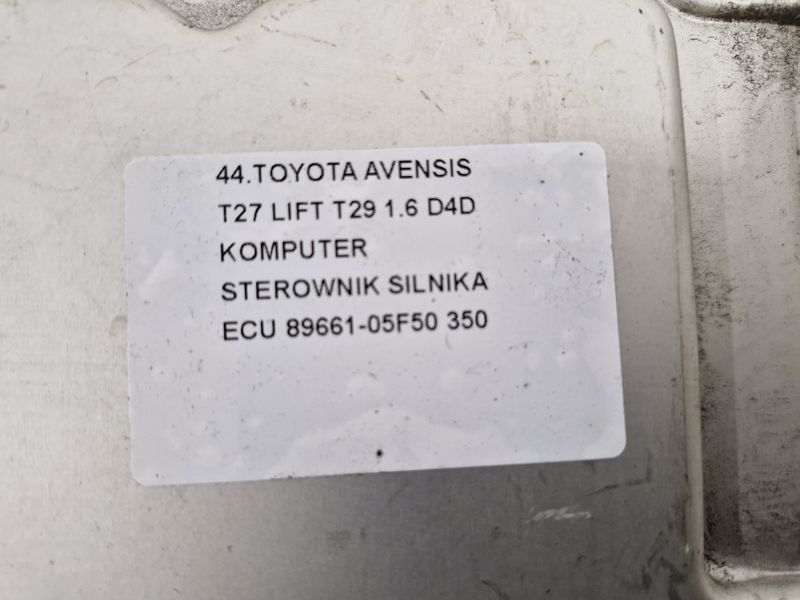 44.TOYOTA AVENSIS
T27 LIFT T29 1.6 D4D
KOMPUTER
STEROWNIK SILNIKA
ECU 89661-05F50 350